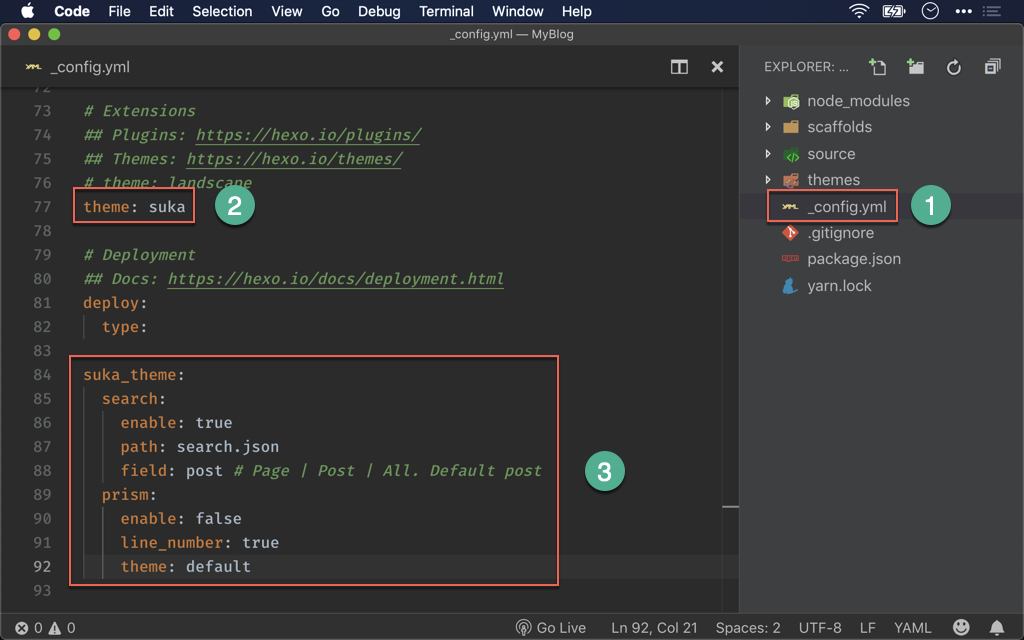 Code File Edit Selection View Go Debug Terminal Window Help
_config.yml — MyBlog
_config.yml
EXPLORER: ...
72
73 # Extensions
74 ## Plugins: https://hexo.io/plugins/
75 ## Themes: https://hexo.io/themes/
76 # theme: landscape
77 theme: suka
2
78
79 # Deployment
80 ## Docs: https://hexo.io/docs/deployment.html
81 deploy:
82 type:
83
84 suka_theme:
85 search:
86 enable: true
87 path: search.json
88 field: post # Page | Post | All. Default post
3
89 prism:
90 enable: false
91 line_number: true
92 theme: default
93
node_modules
scaffolds
source
themes
YAML _config.yml
1
.gitignore
package.json
yarn.lock
0 0
Go Live
Ln 92, Col 21
Spaces: 2
UTF-8
LF
YAML